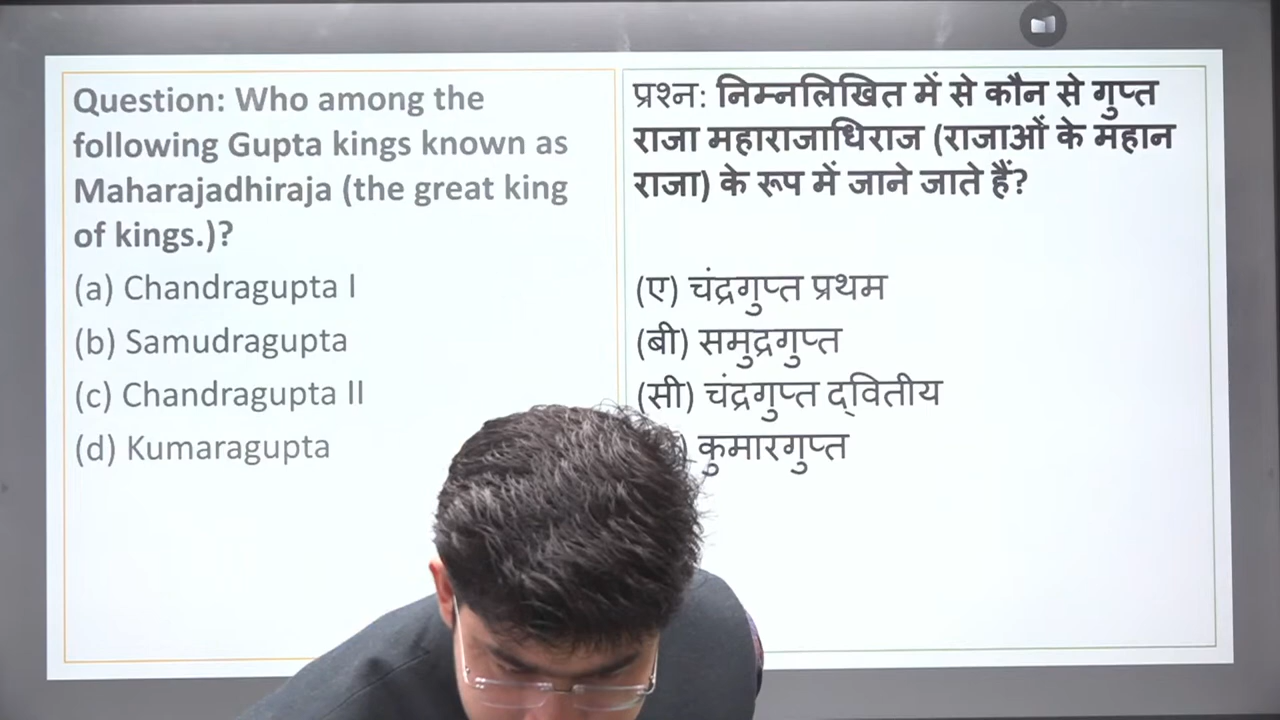 Question: Who among the
following Gupta kings known as
Maharajadhiraja (the great king
of kings.)?
(a) Chandragupta I
(b) Samudragupta
(c) Chandragupta II
(d) Kumaragupta
प्रश्न: निम्नलिखित में से कौन से गुप्त
राजा महाराजाधिराज (राजाओं के महान
राजा) के रूप में जाने जाते हैं?
(ए) चंद्रगुप्त प्रथम
(बी) समुद्रगुप्त
(सी) चंद्रगुप्त द्वितीय
) कुमारगुप्त